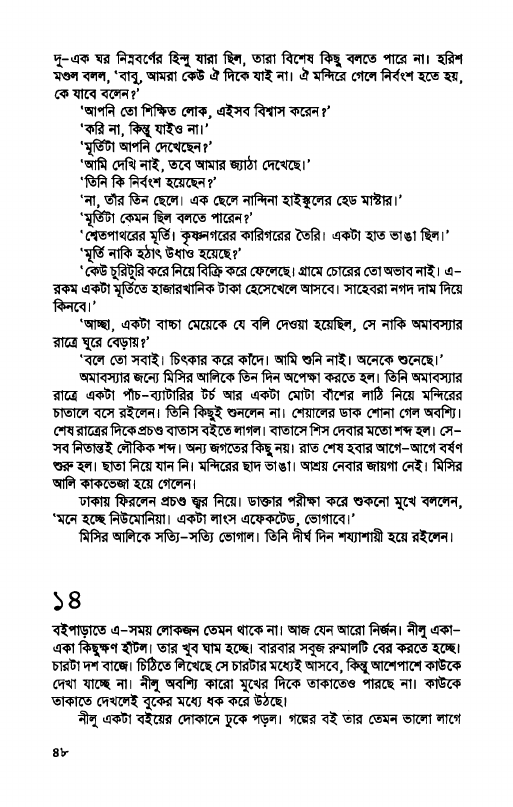 দু-এক ঘর নিম্নবর্ণের হিন্দু যারা ছিল, তারা বিশেষ কিছু বলতে পারে না। হরিশ
মণ্ডল বলল, ‘বাবু, আমরা কেউ ঐ দিকে যাই না। ঐ মন্দিরে গেলে নির্বংশ হতে হয়,
কে যাবে বলেন?’
‘আপনি তো শিক্ষিত লোক, এইসব বিশ্বাস করেন?’
‘করি না, কিন্তু যাইও না।’
‘মূর্তিটা আপনি দেখেছেন?’
‘আমি দেখি নাই, তবে আমার জ্যাঠা দেখেছে।’
‘তিনি কি নির্বংশ হয়েছেন?’
‘না, তাঁর তিন ছেলে। এক ছেলে নান্দিনা হাইস্কুলের হেড মাস্টার।’
‘মূর্তিটা কেমন ছিল বলতে পারেন?’
‘শ্বেতপাথরের মূর্তি। কৃষ্ণনগরের কারিগরের তৈরি। একটা হাত ভাঙা ছিল।’
‘মূর্তি নাকি হঠাৎ উধাও হয়েছে?’
‘কেউ চুরিটুরি করে নিয়ে বিক্রি করে ফেলেছে। গ্রামে চোরের তো অভাব নাই। এ-
রকম একটা মূর্তিতে হাজারখানিক টাকা হেসেখেলে আসবে। সাহেবরা নগদ দাম দিয়ে
কিনবে।’
‘আচ্ছা, একটা বাচ্চা মেয়েকে যে বলি দেওয়া হয়েছিল, সে নাকি অমাবস্যার
রাত্রে ঘুরে বেড়ায়?’
‘বলে তো সবাই। চিৎকার করে কাঁদে। আমি শুনি নাই। অনেকে শুনেছে।’
অমাবস্যার জন্যে মিসির আলিকে তিন দিন অপেক্ষা করতে হল। তিনি অমাবস্যার
রাত্রে একটা পাঁচ-ব্যাটারির টর্চ আর একটা মোটা বাঁশের লাঠি নিয়ে মন্দিরের
চাতালে বসে রইলেন। তিনি কিছুই শুনলেন না। শেয়ালের ডাক শোনা গেল অবশ্যি।
শেষ রাত্রের দিকে প্রচণ্ড বাতাস বইতে লাগল। বাতাসে শিস দেবার মতো শব্দ হল। সে-
সব নিতান্তই লৌকিক শব্দ। অন্য জগতের কিছু নয়। রাত শেষ হবার আগে-আগে বর্ষণ
শুরু হল। ছাতা নিয়ে যান নি। মন্দিরের ছাদ ভাঙা। আশ্রয় নেবার জায়গা নেই। মিসির
আলি কাকভেজা হয়ে গেলেন।
ঢাকায় ফিরলেন প্রচণ্ড জ্বর নিয়ে। ডাক্তার পরীক্ষা করে শুকনো মুখে বললেন,
‘মনে হচ্ছে নিউমোনিয়া। একটা লাংস এফেকটেড, ভোগাবে।’
মিসির আলিকে সত্যি-সত্যি ভোগাল। তিনি দীর্ঘ দিন শয্যাশায়ী হয়ে রইলেন।
১৪
বইপাড়াতে এ-সময় লোকজন তেমন থাকে না। আজ যেন আরো নির্জন। নীলু একা-
একা কিছুক্ষণ হাঁটল। তার খুব ঘাম হচ্ছে। বারবার সবুজ রুমালটি বের করতে হচ্ছে।
চারটা দশ বাজে। চিঠিতে লিখেছে সে চারটার মধ্যেই আসবে, কিন্তু আশেপাশে কাউকে
দেখা যাচ্ছে না। নীলু অবশ্যি কারো মুখের দিকে তাকাতেও পারছে না। কাউকে
তাকাতে দেখলেই বুকের মধ্যে ধক করে উঠছে।
নীলু একটা বইয়ের দোকানে ঢুকে পড়ল। গল্পের বই তার তেমন ভালো লাগে
৪৮